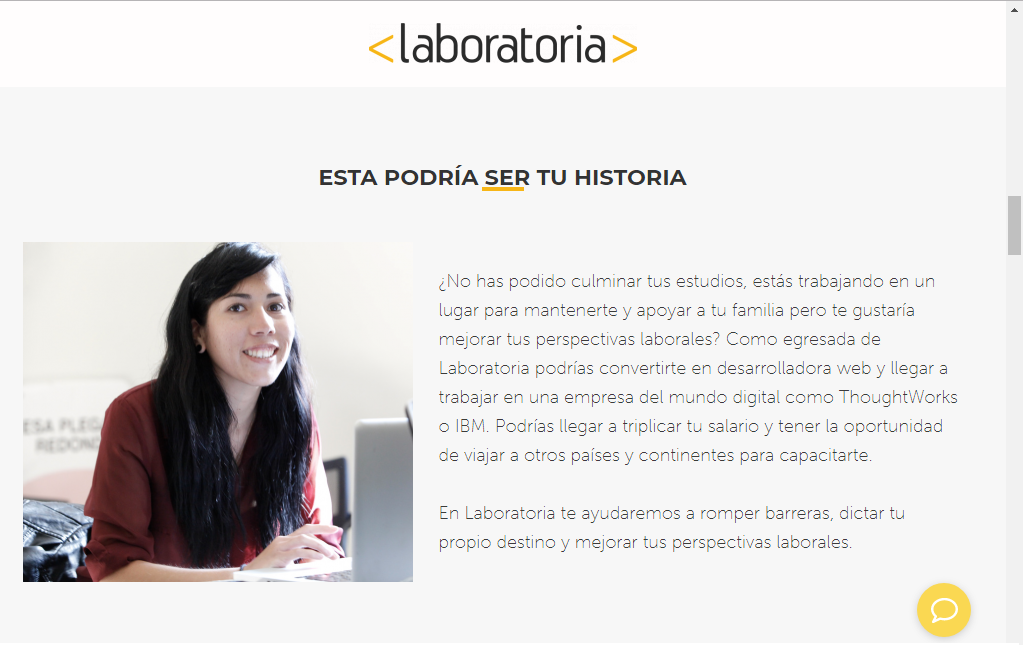 <laboratoria>
ESTA PODRÍA SER TU HISTORIA
ESA PLEG
REDOND
¿No has podido culminar tus estudios, estás trabajando en un
lugar para mantenerte y apoyar a tu familia pero te gustaría
mejorar tus perspectivas laborales? Como egresada de
Laboratoria podrías convertirte en desarrolladora web y llegar a
trabajar en una empresa del mundo digital como ThoughtWorks
o IBM. Podrías llegar a triplicar tu salario y tener la oportunidad
de viajar a otros países y continentes para capacitarte.
En Laboratoria te ayudaremos a romper barreras, dictar tu
propio destino y mejorar tus perspectivas laborales.